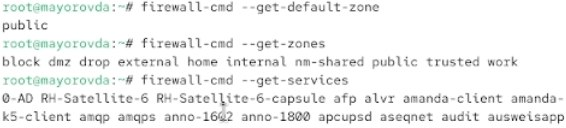 root@mayorovda:~# firewall-cmd --get-default-zone
public
root@mayorovda:~# firewall-cmd --get-zones
block dmz drop external home internal nm-shared public trusted work
root@mayorovda:~# firewall-cmd --get-services
0-AD RH-Satellite-6 RH-Satellite-6-capsule afp alvr amanda-client amanda-
k5-client amqp amqps anno-1602 anno-1800 apcupsd aseqnet audit ausweisapp